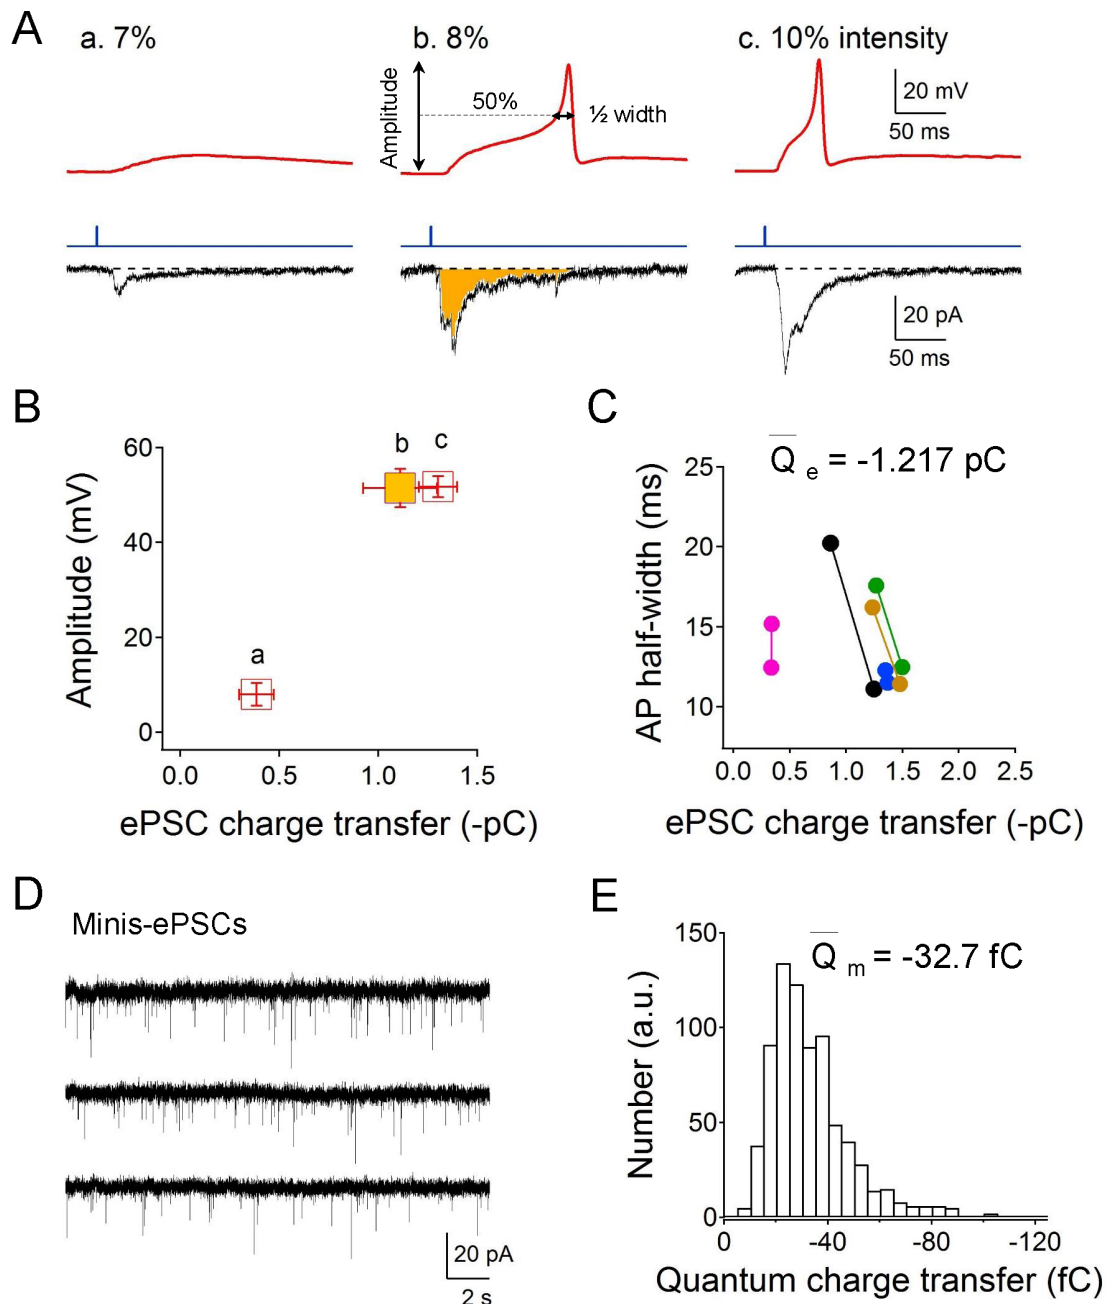 A
a. 7%
b. 8%
c. 10% intensity
Amplitude
50%
½ width
20 mV
50 ms
20 pA
50 ms
B
b
c
a
60
40
20
0
0.0 0.5 1.0 1.5
Amplitude (mV)
ePSC charge transfer (-pC)
C
Q̅ e = -1.217 pC
25
20
15
10
0.0 0.5 1.0 1.5 2.0 2.5
AP half-width (ms)
ePSC charge transfer (-pC)
D
Minis-ePSCs
20 pA
2 s
E
Q̅ m = -32.7 fC
150
100
50
0
0 -40 -80 -120
Number (a.u.)
Quantum charge transfer (fC)